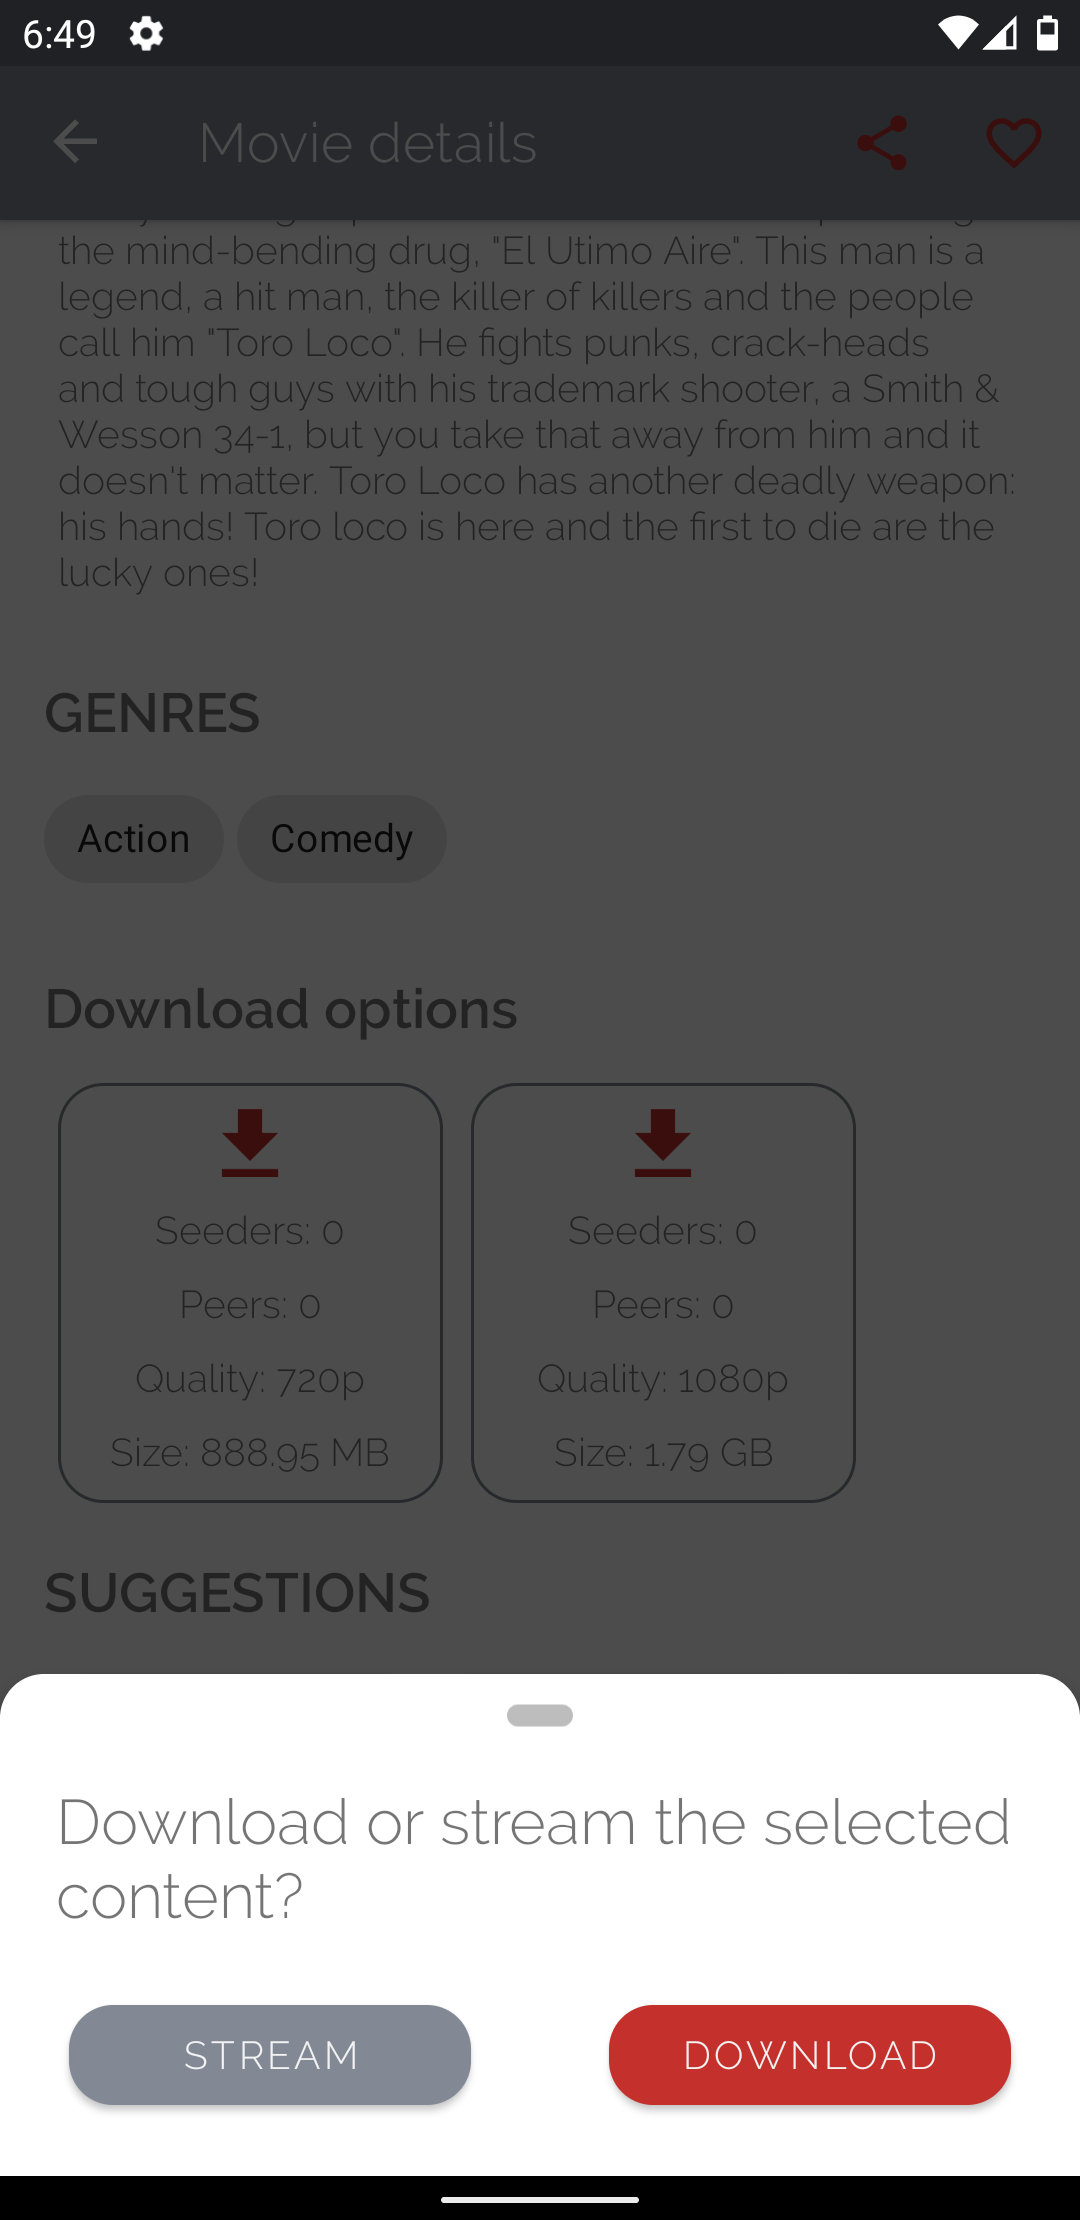 6:49
Movie details
the mind-bending drug, "El Utimo Aire". This man is a
legend, a hit man, the killer of killers and the people
call him "Toro Loco". He fights punks, crack-heads
and tough guys with his trademark shooter, a Smith &
Wesson 34-1, but you take that away from him and it
doesn't matter. Toro Loco has another deadly weapon:
his hands! Toro loco is here and the first to die are the
lucky ones!
GENRES
Action Comedy
Download options
Seeders: 0 Seeders: 0
Peers: 0 Peers: 0
Quality: 720p Quality: 1080p
Size: 888.95 MB Size: 1.79 GB
SUGGESTIONS
Download or stream the selected
content?
STREAM DOWNLOAD